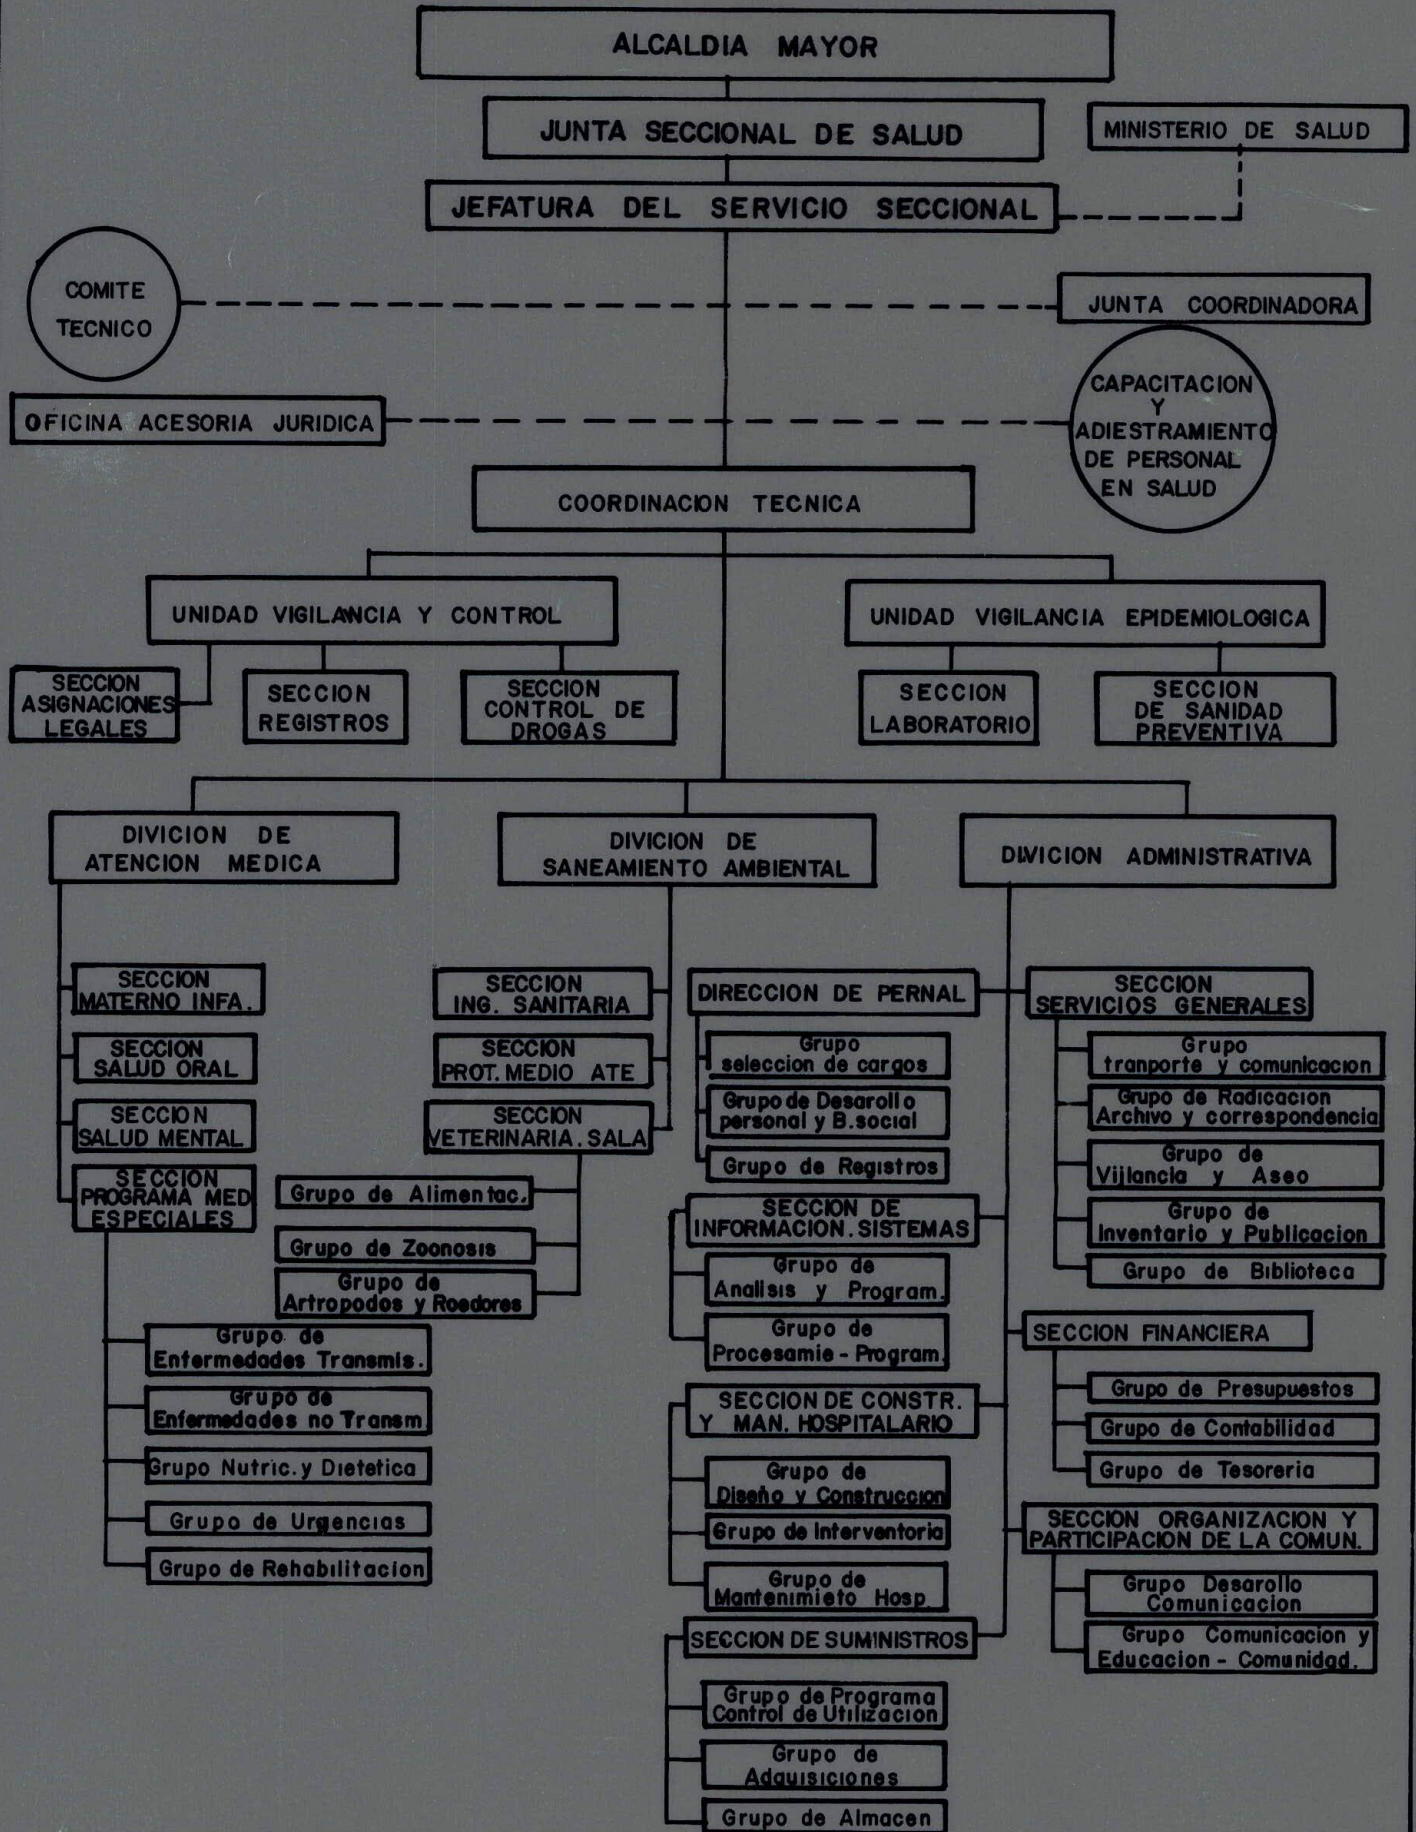 ALCALDIA MAYOR
JUNTA SECCIONAL DE SALUD
MINISTERIO DE SALUD
JEFATURA DEL SERVICIO SECCIONAL
COMITE
TECNICO
JUNTA COORDINADORA
OFICINA ACESORIA JURIDICA
CAPACITACION
Y
ADIESTRAMIENTO
DE PERSONAL
EN SALUD
COORDINACION TECNICA
UNIDAD VIGILANCIA Y CONTROL
UNIDAD VIGILANCIA EPIDEMIOLOGICA
SECCION
ASIGNACIONES
LEGALES
SECCION
REGISTROS
SECCION
CONTROL DE
DROGAS
SECCION
LABORATORIO
SECCION
DE SANIDAD
PREVENTIVA
DIVICION DE
ATENCION MEDICA
DIVICION DE
SANEAMIENTO AMBIENTAL
DIVICION ADMINISTRATIVA
SECCION
MATERNO INFA.
SECCION
SALUD ORAL
SECCION
SALUD MENTAL
SECCION
PROGRAMA MED
ESPECIALES
Grupo de
Enfermedades Transmis.
Grupo de
Enfermedades no Transm
Grupo Nutric. y Dietetica
Grupo de Urgencias
Grupo de Rehabilitacion
SECCION
ING. SANITARIA
SECCION
PROT. MEDIO ATE
SECCION
VETERINARIA. SALA
Grupo de Alimentac.
Grupo de Zoonosis
Grupo de
Artropodos y Roedores
DIRECCION DE PERNAL
Grupo
seleccion de cargos
Grupo de Desarollo
personal y B.social
Grupo de Registros
SECCION DE
INFORMACION. SISTEMAS
Grupo de
Analisis y Program.
Grupo de
Procesamie - Program.
SECCION DE CONSTR.
Y MAN. HOSPITALARIO
Grupo de
Diseño y Construccion
Grupo de Interventoria
Grupo de
Mantenimieto Hosp.
SECCION DE SUMINISTROS
Grupo de Programa
Control de Utilizacion
Grupo de
Adquisiciones
Grupo de Almacen
SECCION
SERVICIOS GENERALES
Grupo
tranporte y comunicacion
Grupo de Radicacion
Archivo y correspondencia
Grupo de
Vijlancia y Aseo
Grupo de
Inventario y Publicacion
Grupo de Biblioteca
SECCION FINANCIERA
Grupo de Presupuestos
Grupo de Contabilidad
Grupo de Tesoreria
SECCION ORGANIZACION Y
PARTICIPACION DE LA COMUN.
Grupo Desarollo
Comunicacion
Grupo Comunicacion y
Educacion - Comunidad.